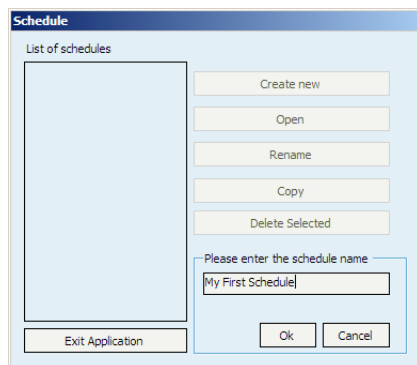 Schedule
List of schedules
Create new
Open
Rename
Copy
Delete Selected
Please enter the schedule name
My First Schedule
Exit Application
Ok
Cancel